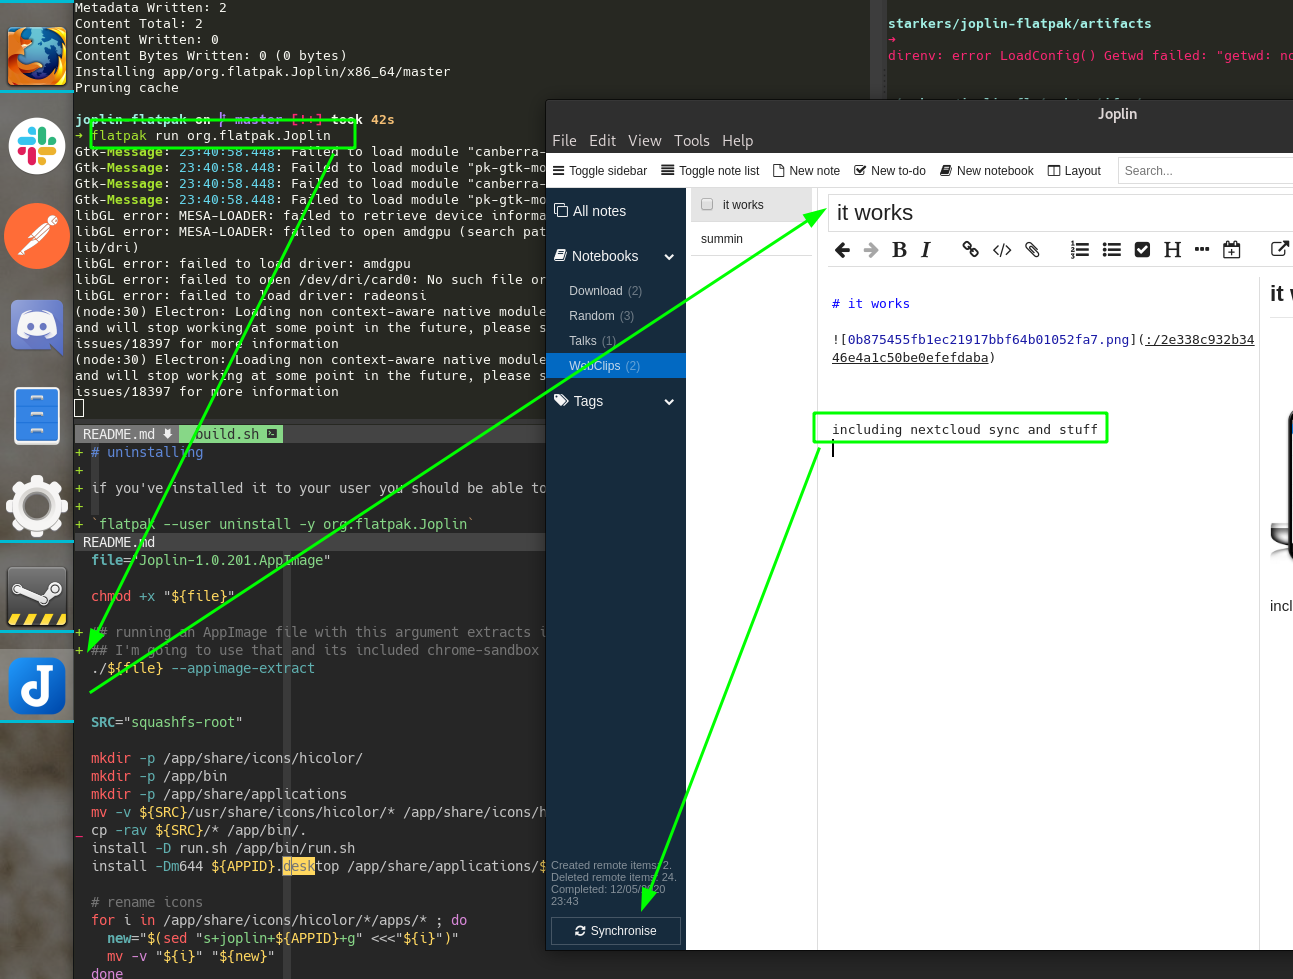 Metadata Written: 2
Content Total: 2
Content Written: 0
Content Bytes Written: 0 (0 bytes)
Installing app/org.flatpak.Joplin/x86_64/master
Pruning cache
joplin-flatpak on master [!+] took 42s
➜ flatpak run org.flatpak.Joplin
Gtk-Message: 23:40:58.448: Failed to load module "canberra-
Gtk-Message: 23:40:58.448: Failed to load module "pk-gtk-mo
Gtk-Message: 23:40:58.448: Failed to load module "canberra-
Gtk-Message: 23:40:58.448: Failed to load module "pk-gtk-mo
libGL error: MESA-LOADER: failed to retrieve device informa
libGL error: MESA-LOADER: failed to open amdgpu (search pat
lib/dri)
libGL error: failed to load driver: amdgpu
libGL error: failed to open /dev/dri/card0: No such file or
libGL error: failed to load driver: radeonsi
(node:30) Electron: Loading non context-aware native module
and will stop working at some point in the future, please s
issues/18397 for more information
(node:30) Electron: Loading non context-aware native module
and will stop working at some point in the future, please s
issues/18397 for more information
README.md build.sh
+ # uninstalling
+
+ if you've installed it to your user you should be able to
+
+ `flatpak --user uninstall -y org.flatpak.Joplin`
README.md
file="Joplin-1.0.201.AppImage"
chmod +x "${file}"
+ ## running an AppImage file with this argument extracts i
+ ## I'm going to use that and its included chrome-sandbox
./${file} --appimage-extract
SRC="squashfs-root"
mkdir -p /app/share/icons/hicolor/
mkdir -p /app/bin
mkdir -p /app/share/applications
mv -v ${SRC}/usr/share/icons/hicolor/* /app/share/icons/h
_ cp -rav ${SRC}/* /app/bin/.
install -D run.sh /app/bin/run.sh
install -Dm644 ${APPID}.desktop /app/share/applications/$
# rename icons
for i in /app/share/icons/hicolor/*/apps/* ; do
new="$(sed "s+joplin+${APPID}+g" <<<"${i}")"
mv -v "${i}" "${new}"
done
starkers/joplin-flatpak/artifacts
➜
direnv: error LoadConfig() Getwd failed: "getwd: no
Joplin
File Edit View Tools Help
Toggle sidebar Toggle note list New note New to-do New notebook Layout Search...
All notes
Notebooks
Download (2)
Random (3)
Talks (1)
WebClips (2)
Tags
Created remote items: 2.
Deleted remote items: 24.
Completed: 12/05/2020
23:43
Synchronise
it works
summin
it works
B I </> H
# it works
![0b875455fb1ec21917bbf64b01052fa7.png](:/2e338c932b34
46e4a1c50be0efefdaba)
including nextcloud sync and stuff
it
incl